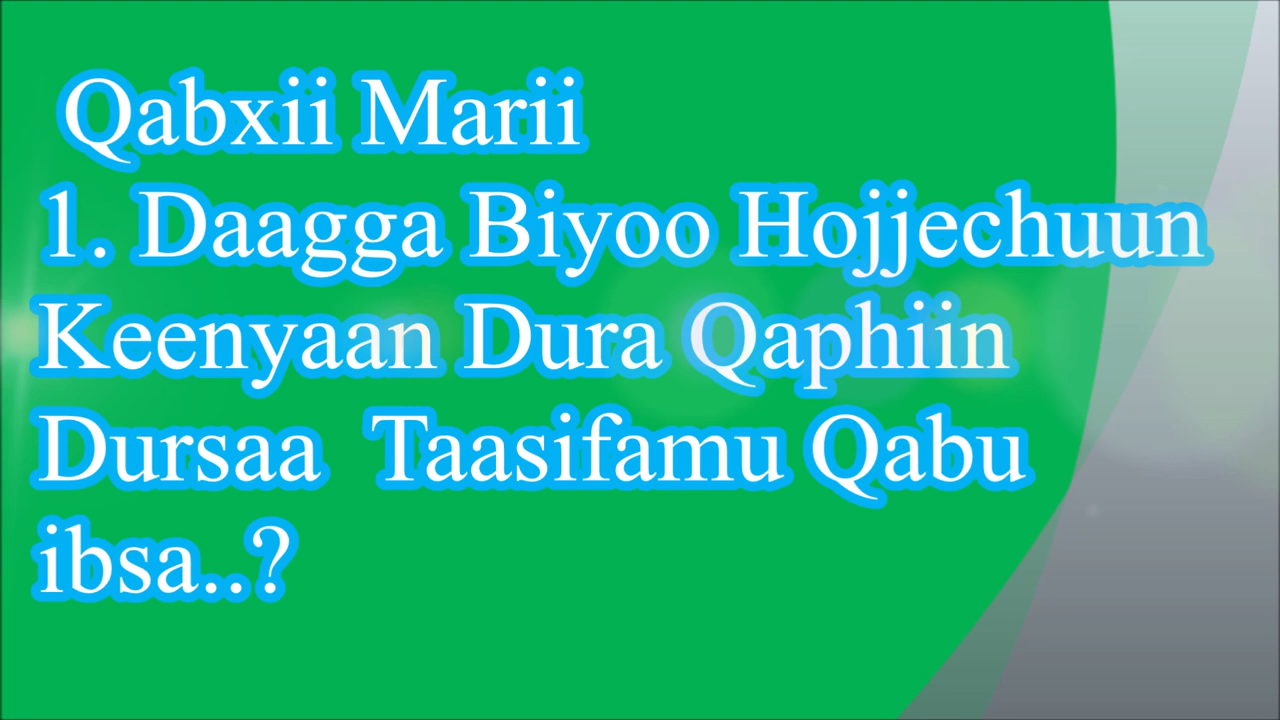 Qabxii Marii
1. Daagga Biyoo Hojjechuun
Keenyaan Dura Qaphiin
Dursaa Taasifamu Qabu
ibsa..?